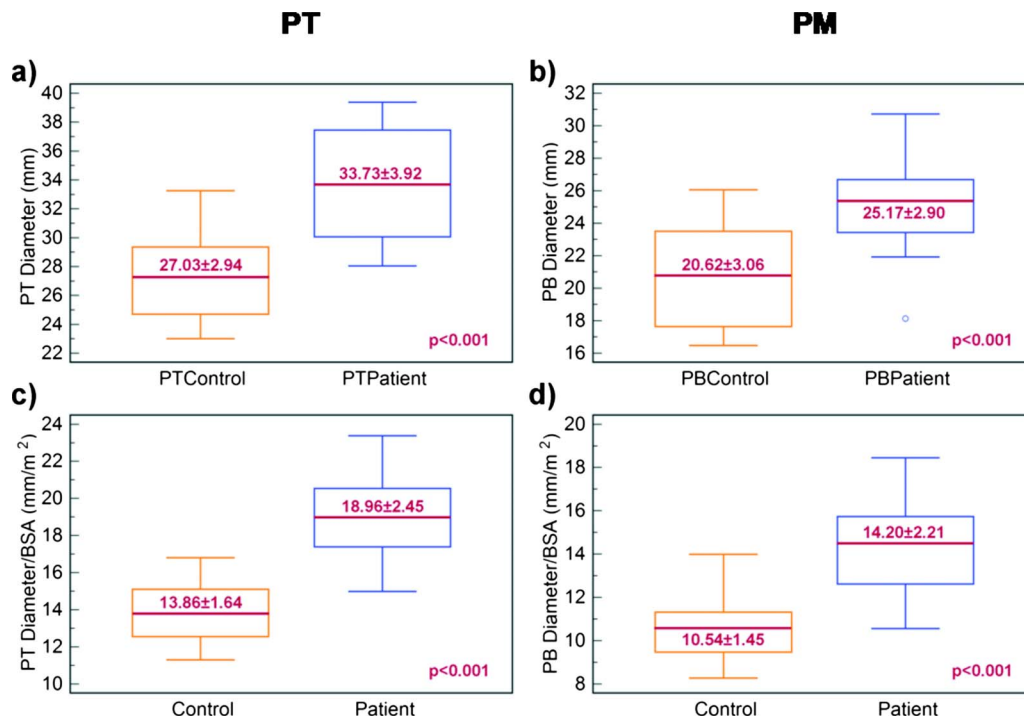 PT
PM
a)
PT Diameter (mm)
40
38
36
34
32
30
28
26
24
22
27.03±2.94
33.73±3.92
p<0.001
PTControl
PTPatient
b)
PB Diameter (mm)
32
30
28
26
24
22
20
18
16
20.62±3.06
25.17±2.90
p<0.001
PBControl
PBPatient
c)
PT Diameter/BSA (mm/m²)
24
22
20
18
16
14
12
10
13.86±1.64
18.96±2.45
p<0.001
Control
Patient
d)
PB Diameter/BSA (mm/m²)
20
18
16
14
12
10
8
10.54±1.45
14.20±2.21
p<0.001
Control
Patient